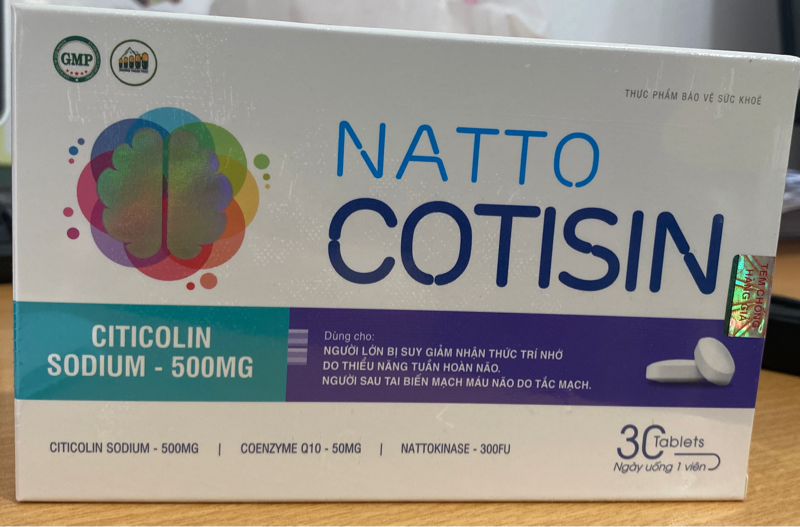 GMP
THỰC PHẨM BẢO VỆ SỨC KHOẺ
NATTO
COTISIN
TEM CHỐNG
HÀNG GIẢ
CITICOLIN
SODIUM - 500MG
Dùng cho:
NGƯỜI LỚN BỊ SUY GIẢM NHẬN THỨC TRÍ NHỚ
DO THIỂU NĂNG TUẦN HOÀN NÃO.
NGƯỜI SAU TAI BIẾN MẠCH MÁU NÃO DO TẮC MẠCH.
CITICOLIN SODIUM - 500MG | COENZYME Q10 - 50MG | NATTOKINASE - 300FU
30 Tablets
Ngày uống 1 viên